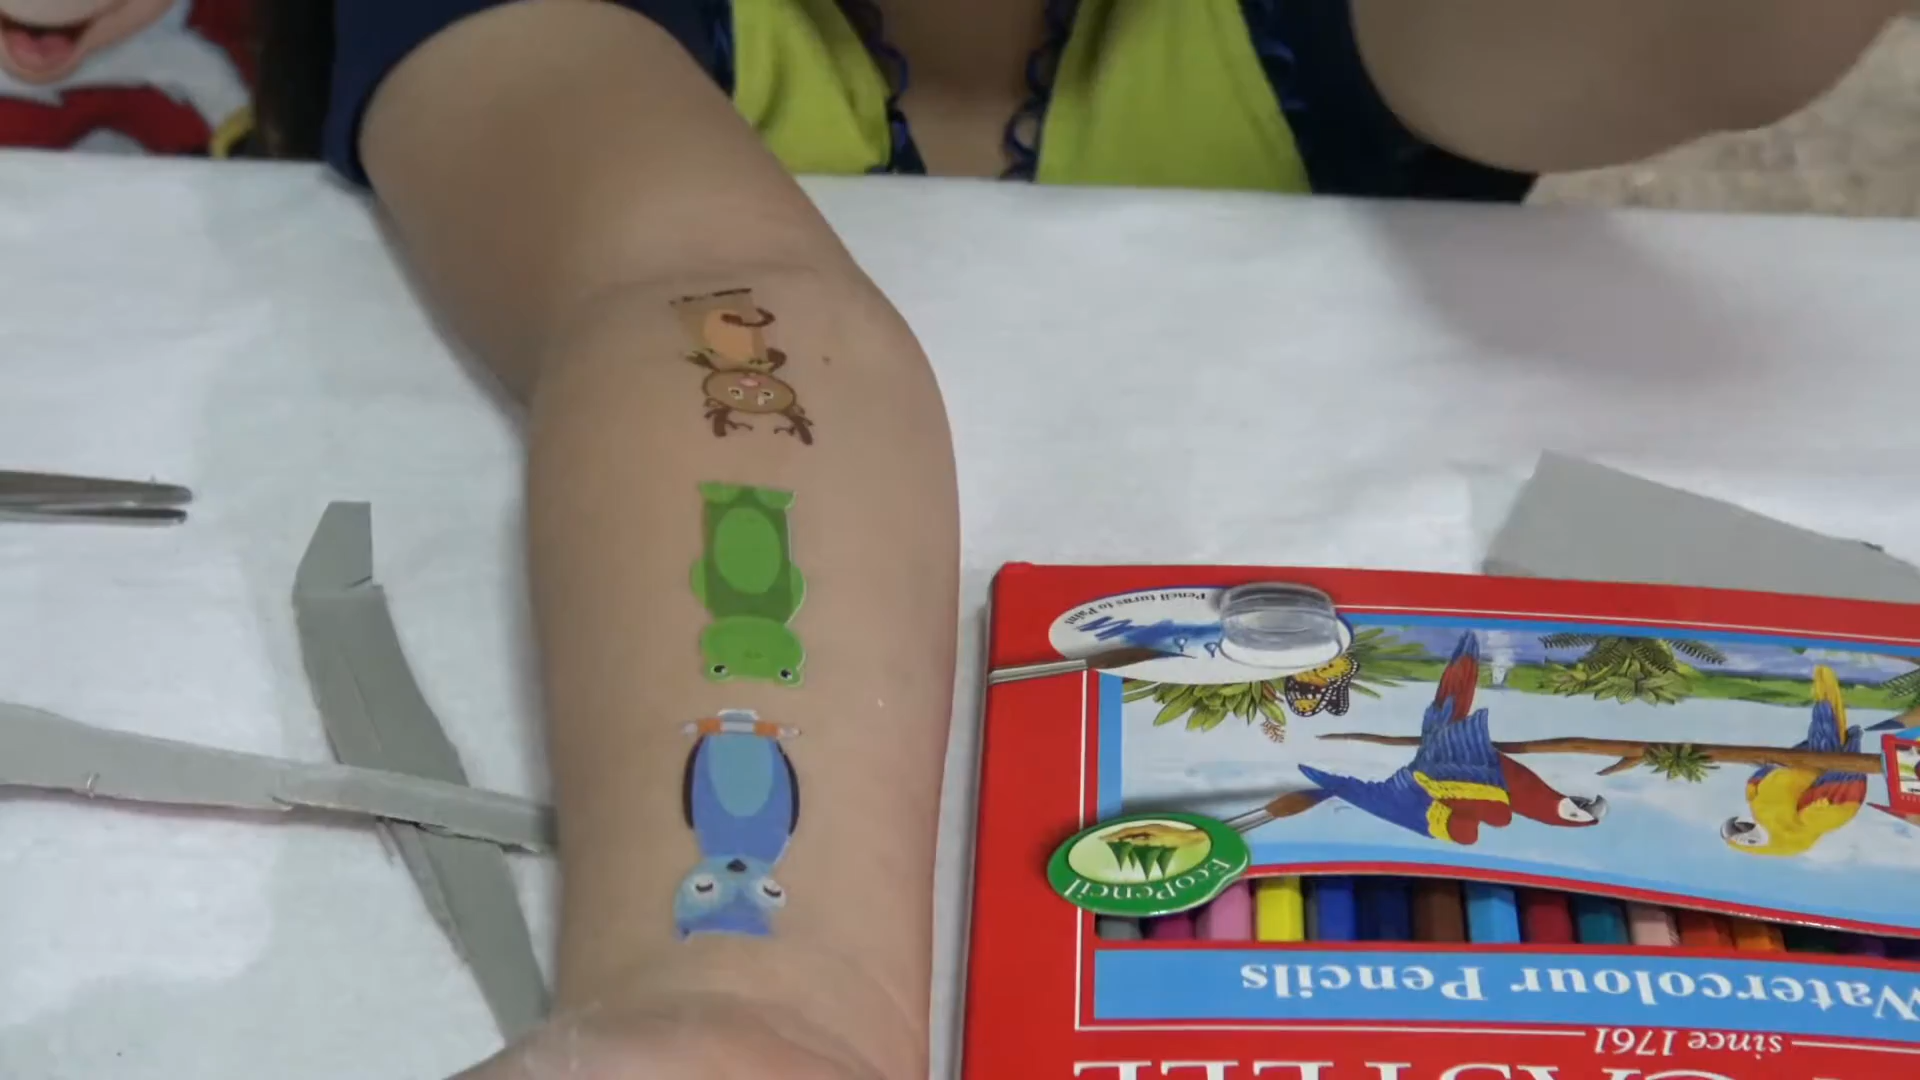 Pencil turns to Paint
EcoPencil
Watercolour Pencils
since 1761